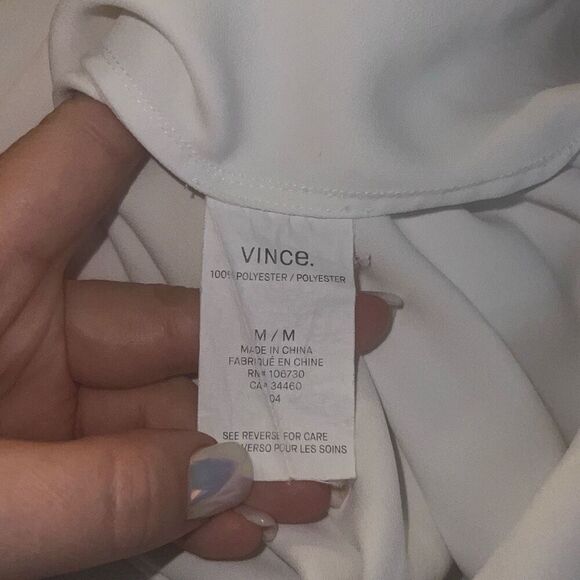 VINCe.
100% POLYESTER / POLYESTER
M / M
MADE IN CHINA
FABRIQUÉ EN CHINE
RN# 106730
CA# 34460
04
SEE REVERSE FOR CARE
VERSO POUR LES SOINS